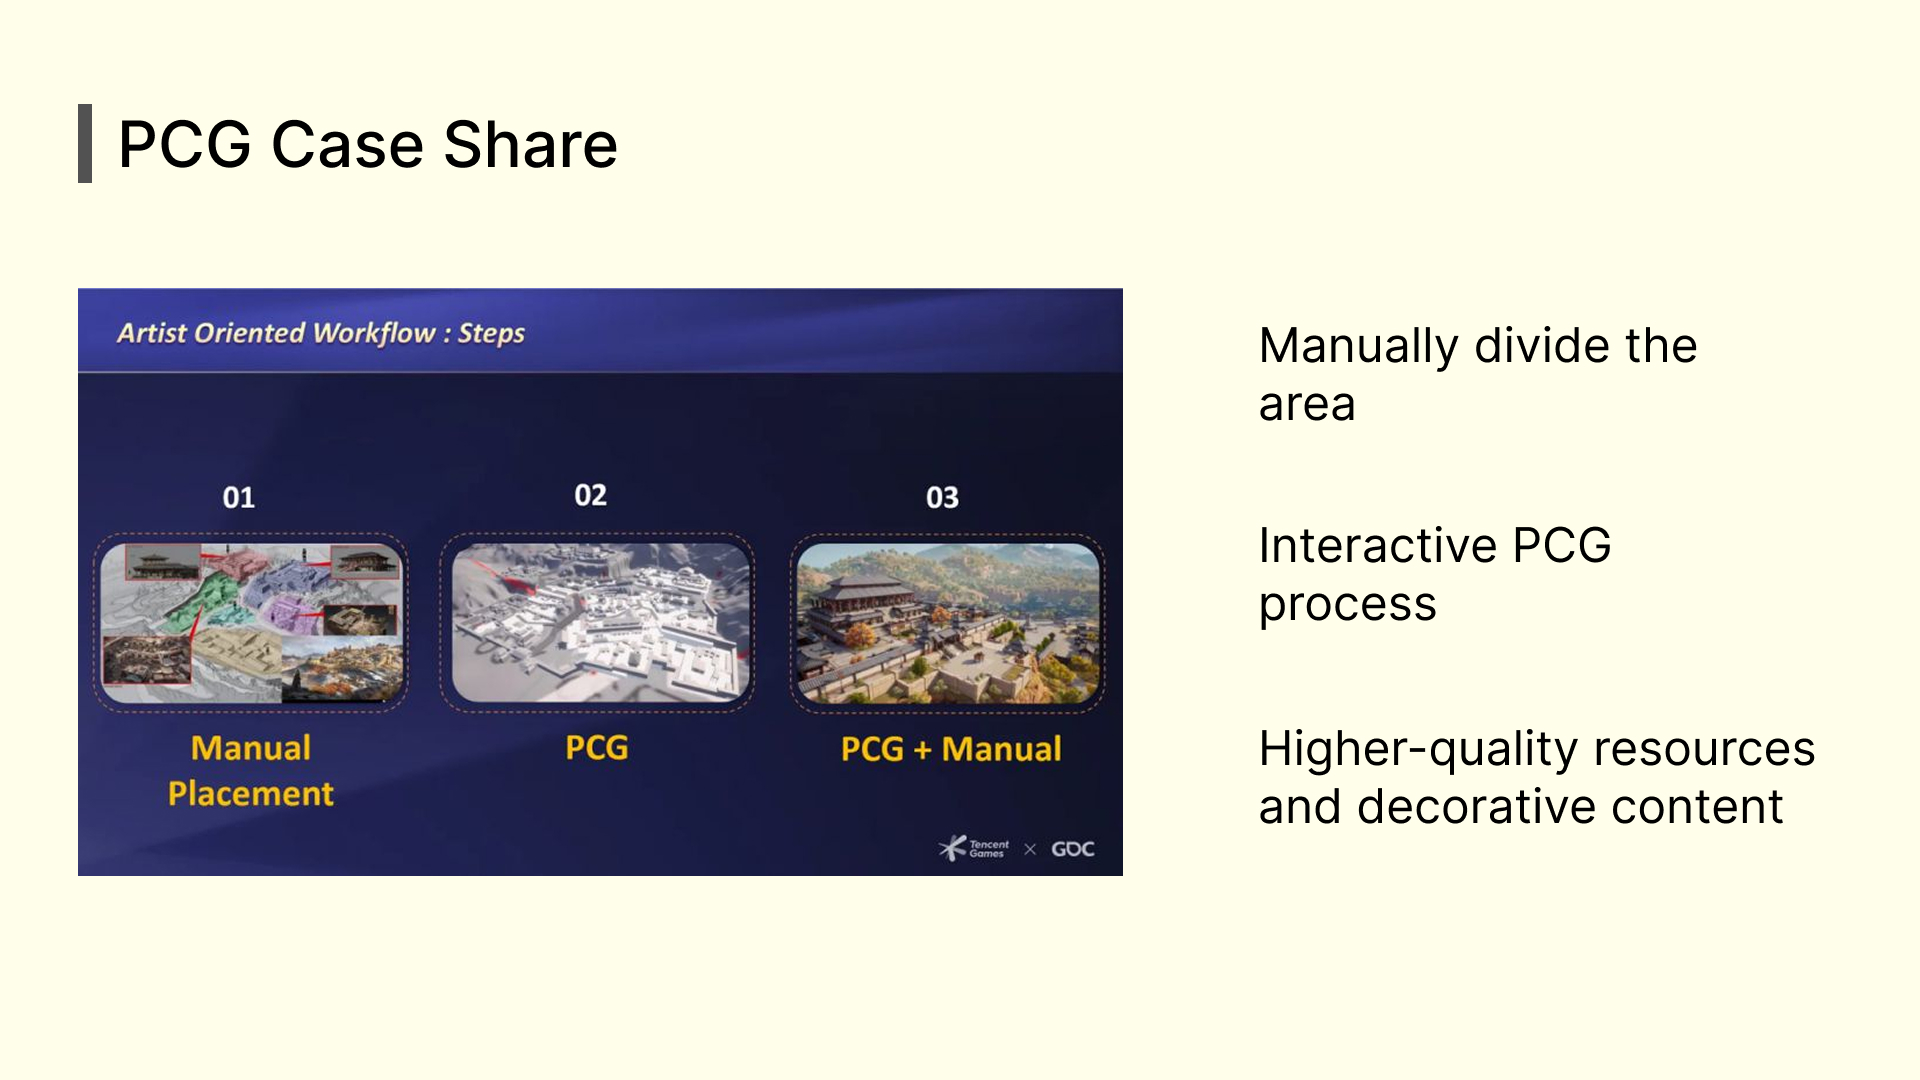 PCG Case Share
Artist Oriented Workflow : Steps
01
02
03
Manual
Placement
PCG
PCG + Manual
Tencent
Games
×
GDC
Manually divide the
area
Interactive PCG
process
Higher-quality resources
and decorative content